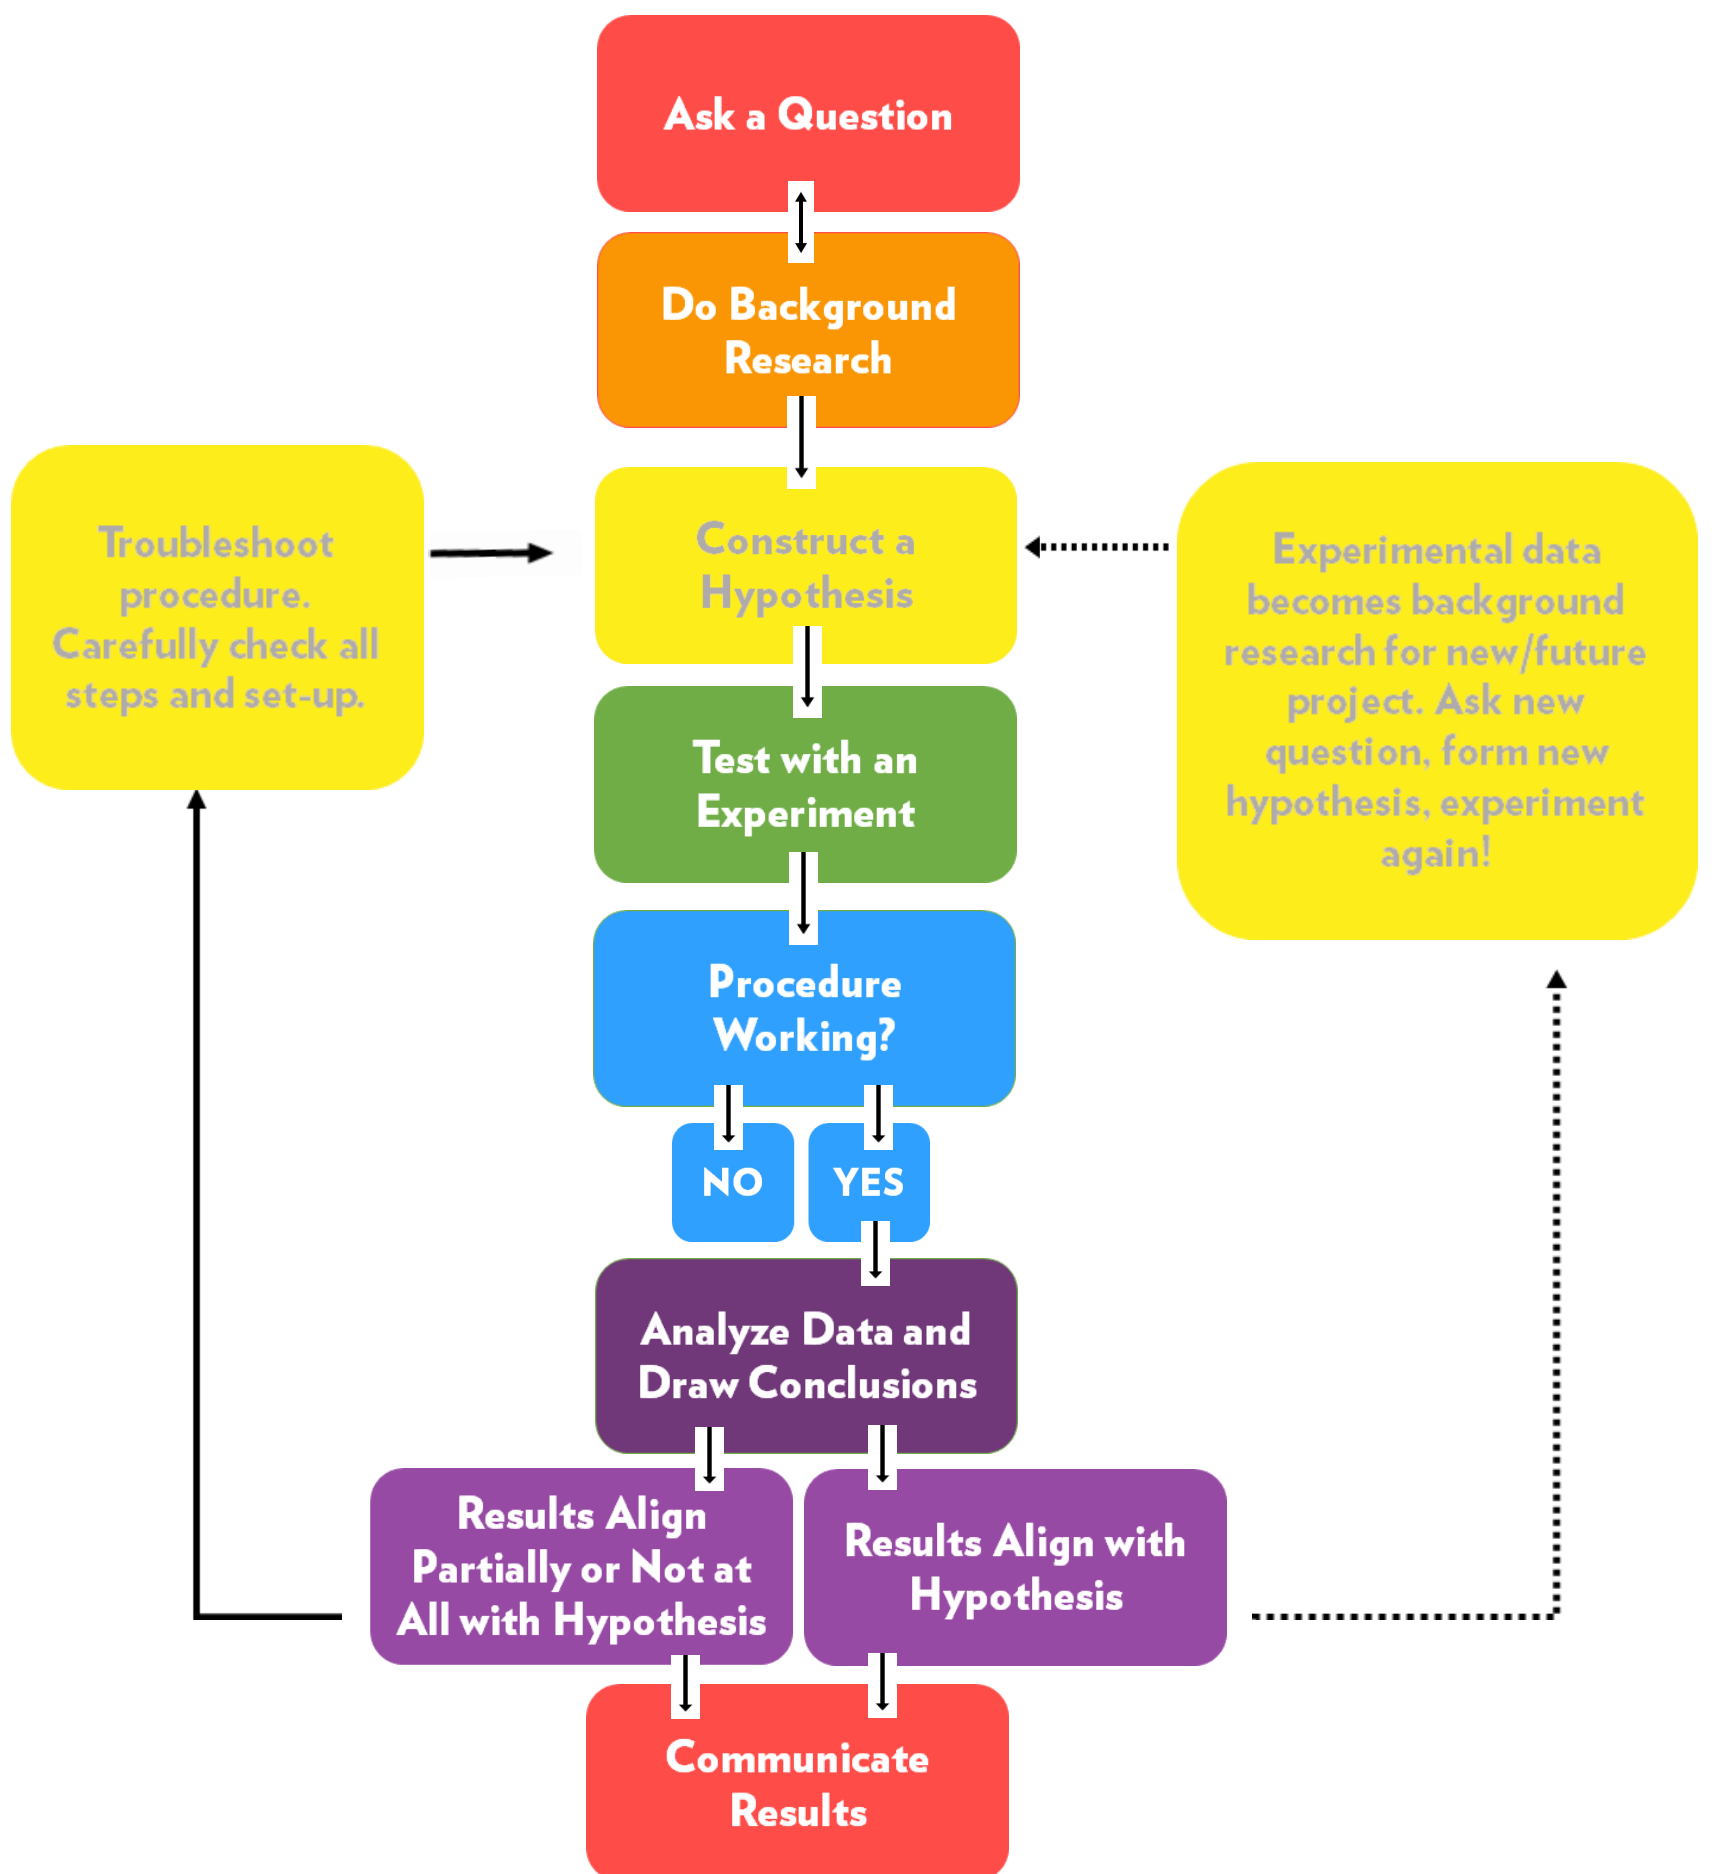 Ask a Question
Do Background
Research
Troubleshoot
procedure.
Carefully check all
steps and set-up.
Construct a
Hypothesis
Experimental data
becomes background
research for new/future
project. Ask new
question, form new
hypothesis, experiment
again!
Test with an
Experiment
Procedure
Working?
NO
YES
Analyze Data and
Draw Conclusions
Results Align
Partially or Not at
All with Hypothesis
Results Align with
Hypothesis
Communicate
Results